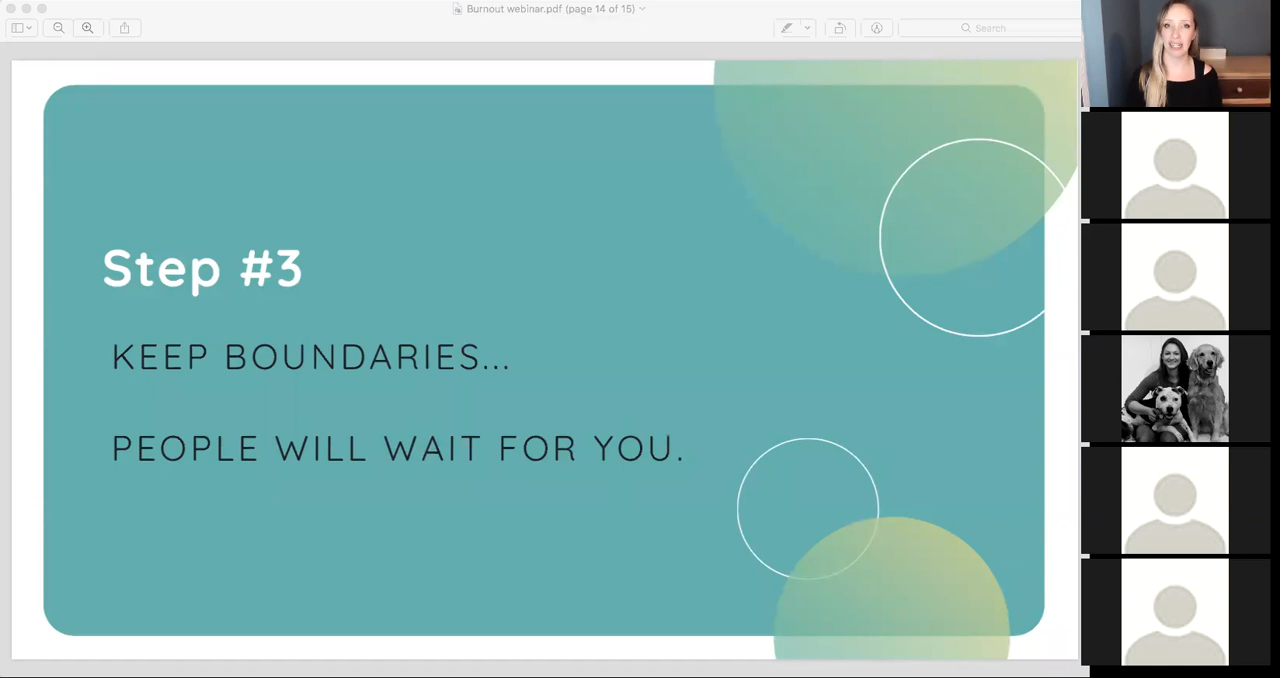 Burnout webinar.pdf (page 14 of 15)
Search
Step #3
KEEP BOUNDARIES...
PEOPLE WILL WAIT FOR YOU.